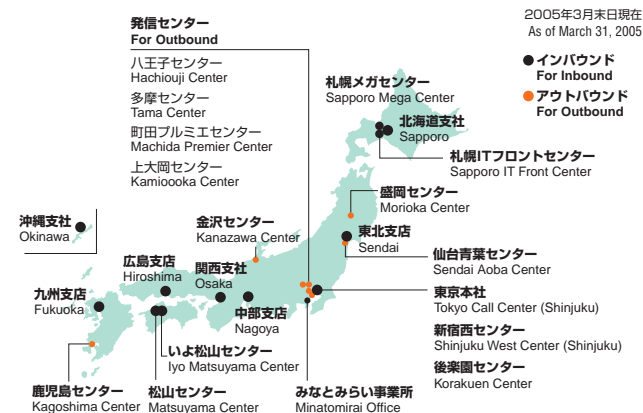 2005年3月末日現在
As of March 31, 2005
インバウンド
For Inbound
アウトバウンド
For Outbound
発信センター
For Outbound
八王子センター
Hachiouji Center
多摩センター
Tama Center
町田プルミエセンター
Machida Premier Center
上大岡センター
Kamioooka Center
札幌メガセンター
Sapporo Mega Center
北海道支社
Sapporo
札幌ITフロントセンター
Sapporo IT Front Center
盛岡センター
Morioka Center
東北支店
Sendai
仙台青葉センター
Sendai Aoba Center
東京本社
Tokyo Call Center (Shinjuku)
新宿西センター
Shinjuku West Center (Shinjuku)
後楽園センター
Korakuen Center
沖縄支社
Okinawa
金沢センター
Kanazawa Center
広島支店
Hiroshima
関西支社
Osaka
九州支店
Fukuoka
中部支店
Nagoya
いよ松山センター
Iyo Matsuyama Center
鹿児島センター
Kagoshima Center
松山センター
Matsuyama Center
みなとみらい事業所
Minatomirai Office